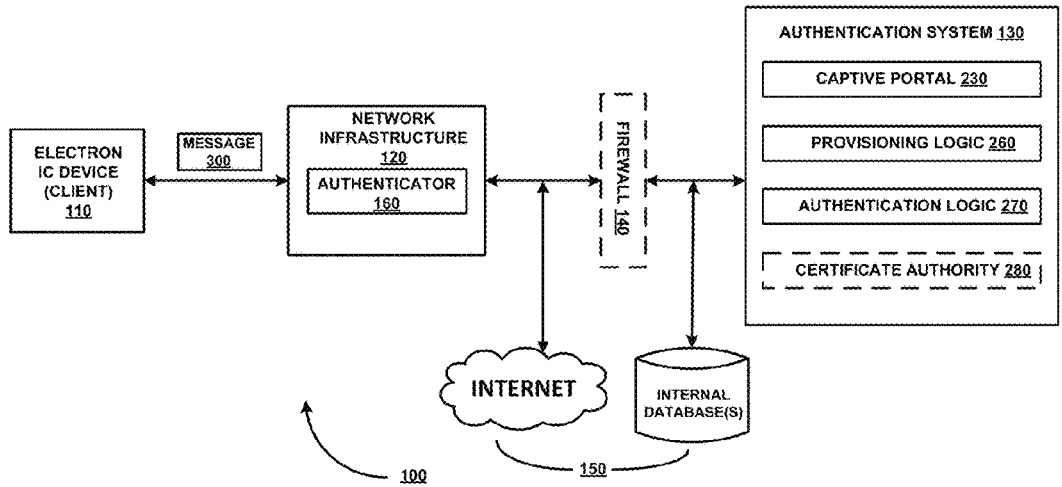 AUTHENTICATION SYSTEM 130
CAPTIVE PORTAL 230
PROVISIONING LOGIC 260
AUTHENTICATION LOGIC 270
CERTIFICATE AUTHORITY 280
FIREWALL 140
NETWORK
INFRASTRUCTURE
120
AUTHENTICATOR
160
MESSAGE
300
ELECTRON
IC DEVICE
(CLIENT)
110
INTERNET
INTERNAL
DATABASE(S)
150
100